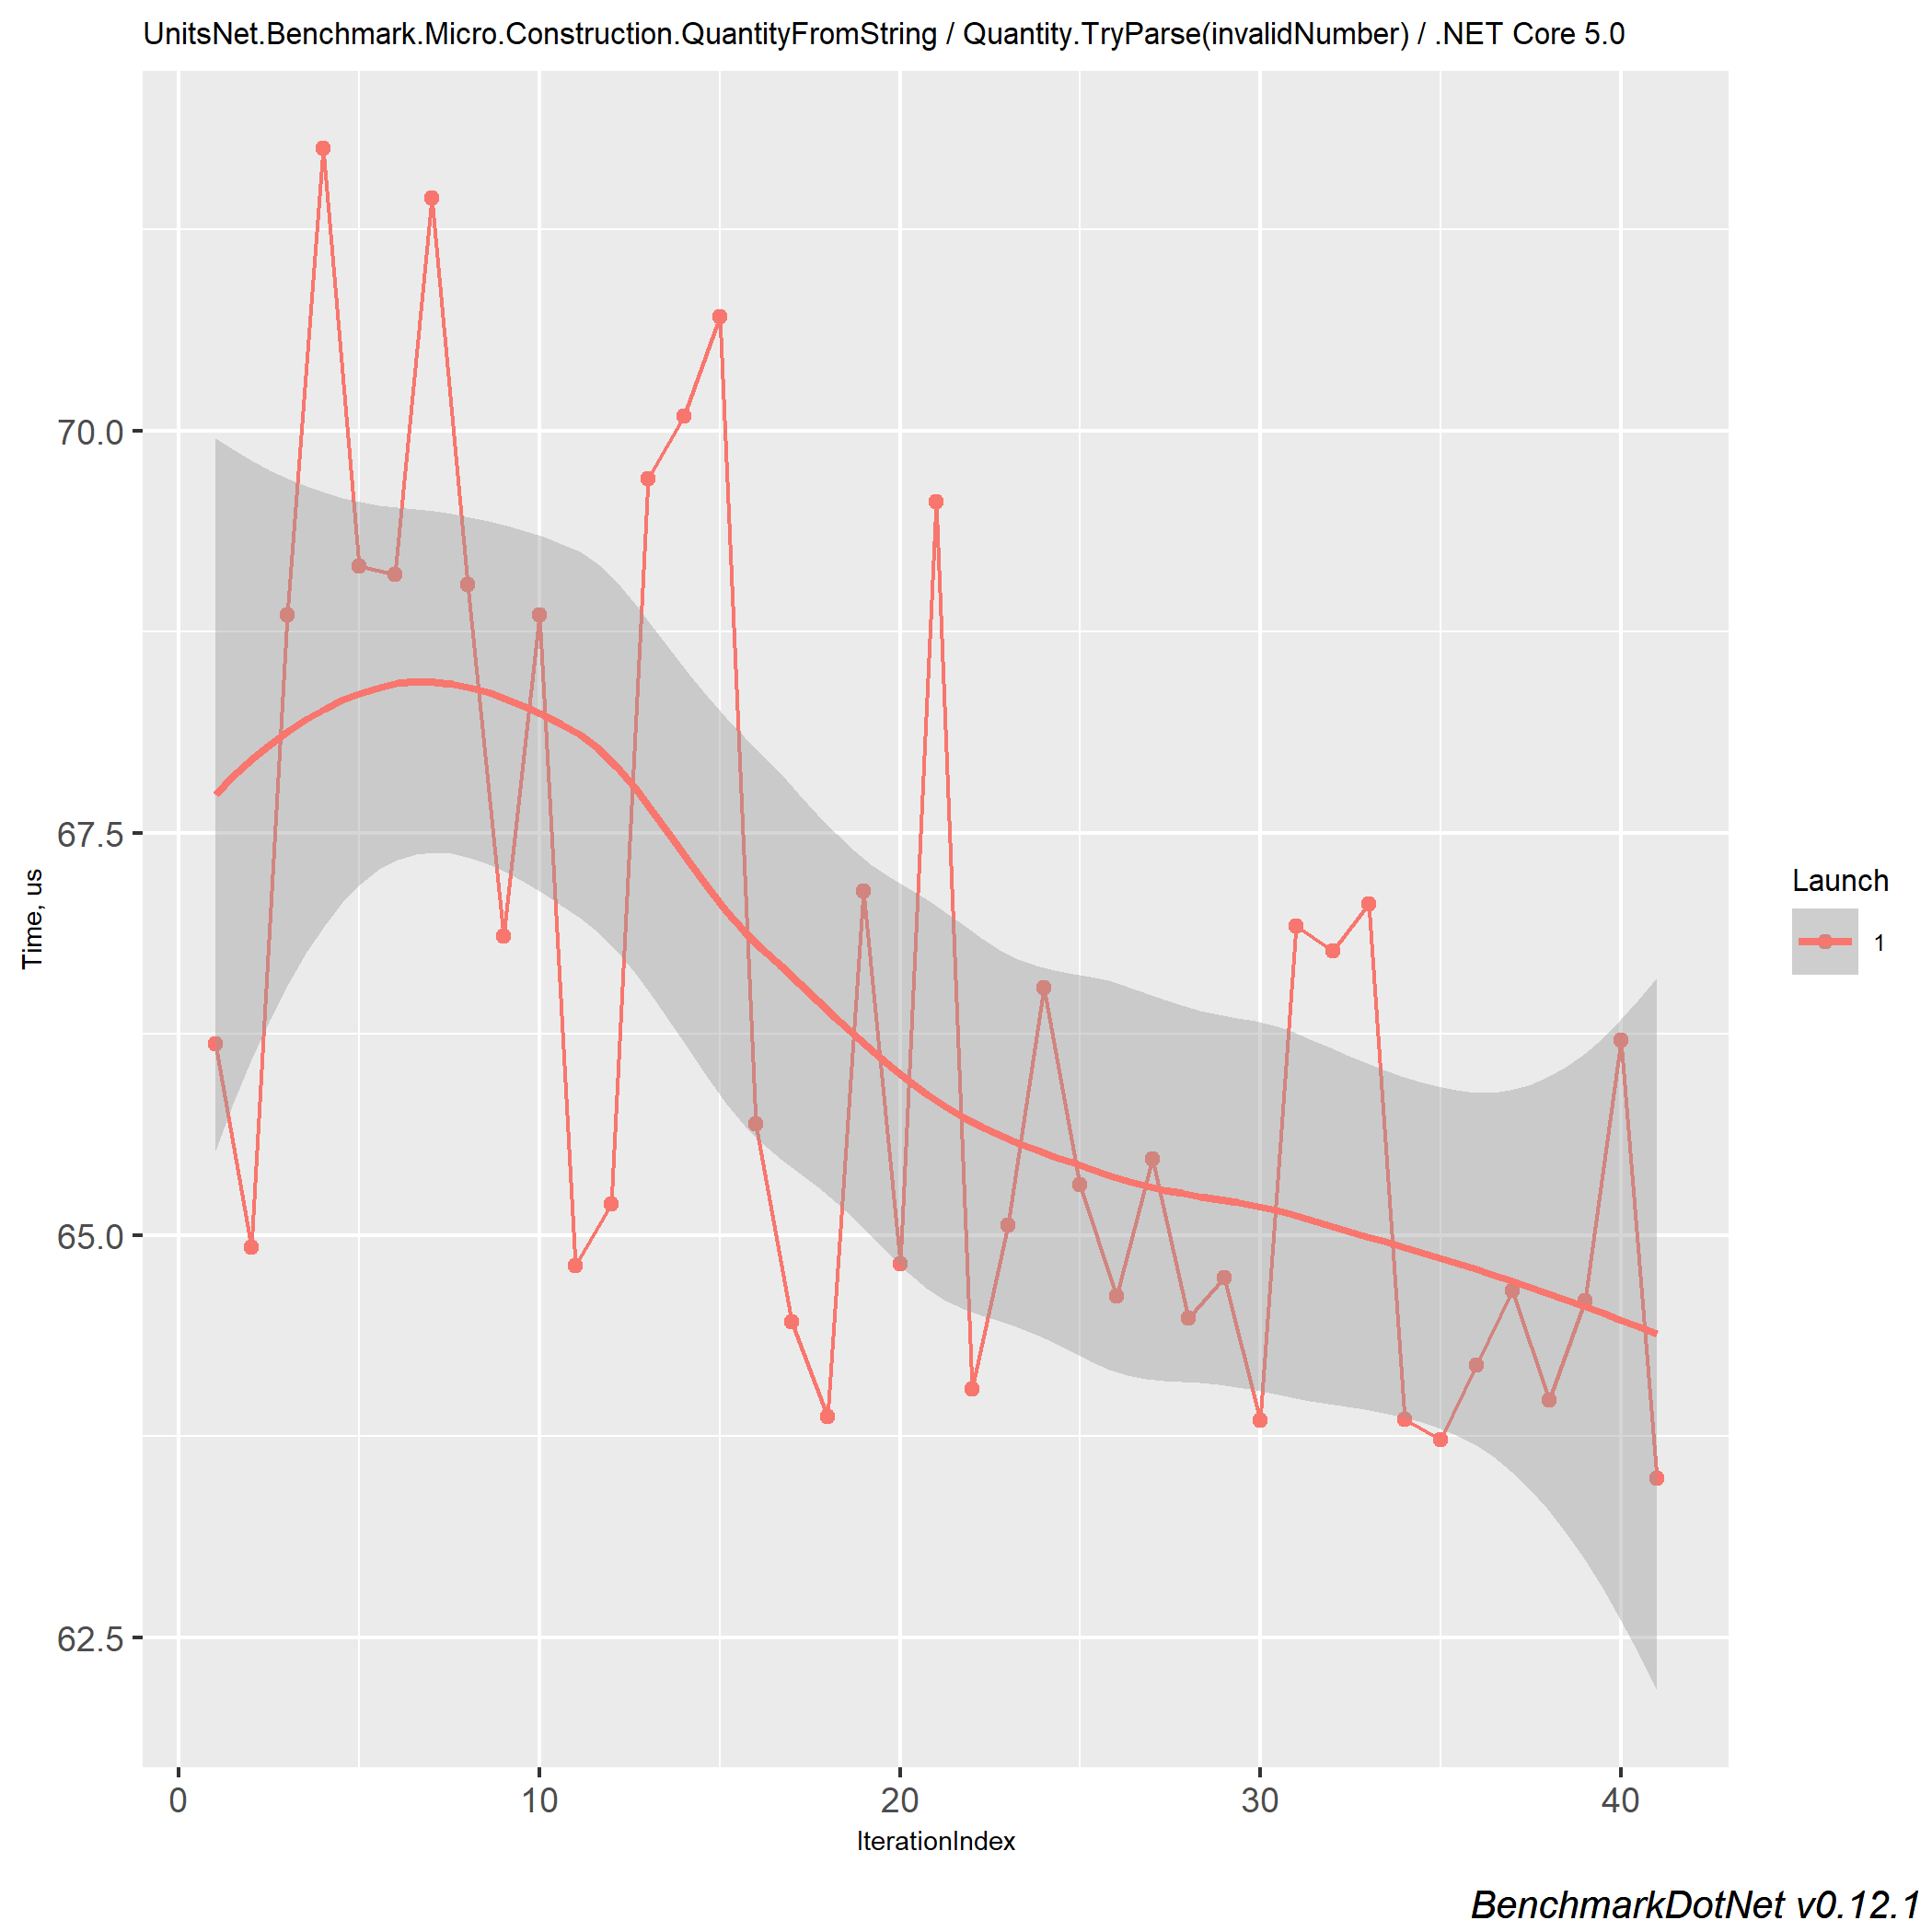 UnitsNet.Benchmark.Micro.Construction.QuantityFromString / Quantity.TryParse(invalidNumber) / .NET Core 5.0
70.0
67.5
65.0
62.5
Time, us
0 10 20 30 40
IterationIndex
Launch
1
BenchmarkDotNet v0.12.1